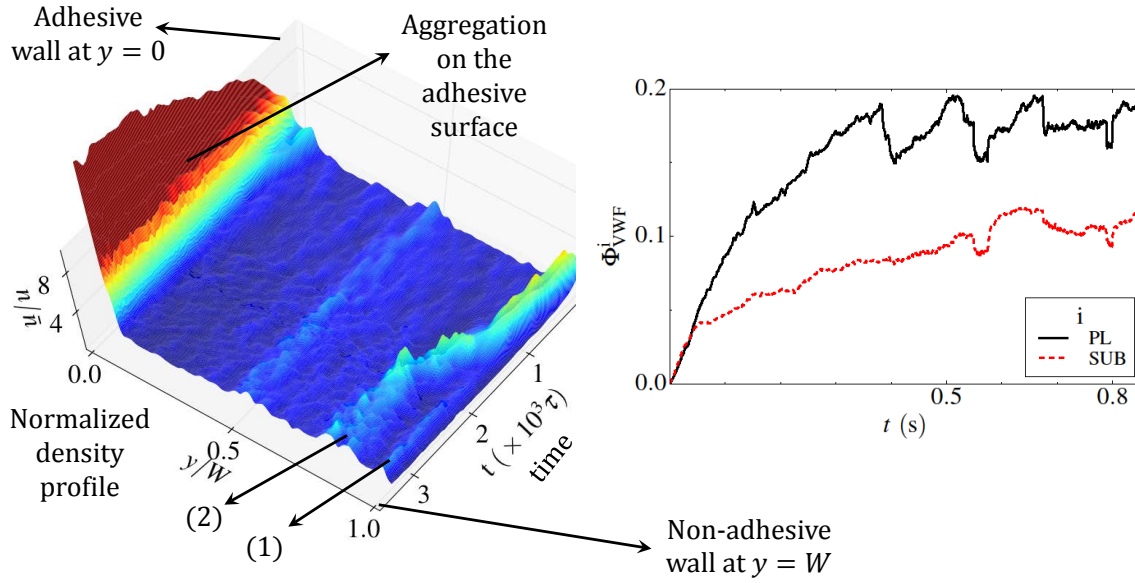 Adhesive
wall at y = 0
Aggregation
on the
adhesive
surface
8
4
n/n̄
0.0
0.5
1.0
y/W
1
2
3
t (×10³τ)
time
Normalized
density
profile
(2)
(1)
Non-adhesive
wall at y = W
0.2
0.1
0.0
Φⁱ_VWF
0.5
0.8
t (s)
i
PL
SUB